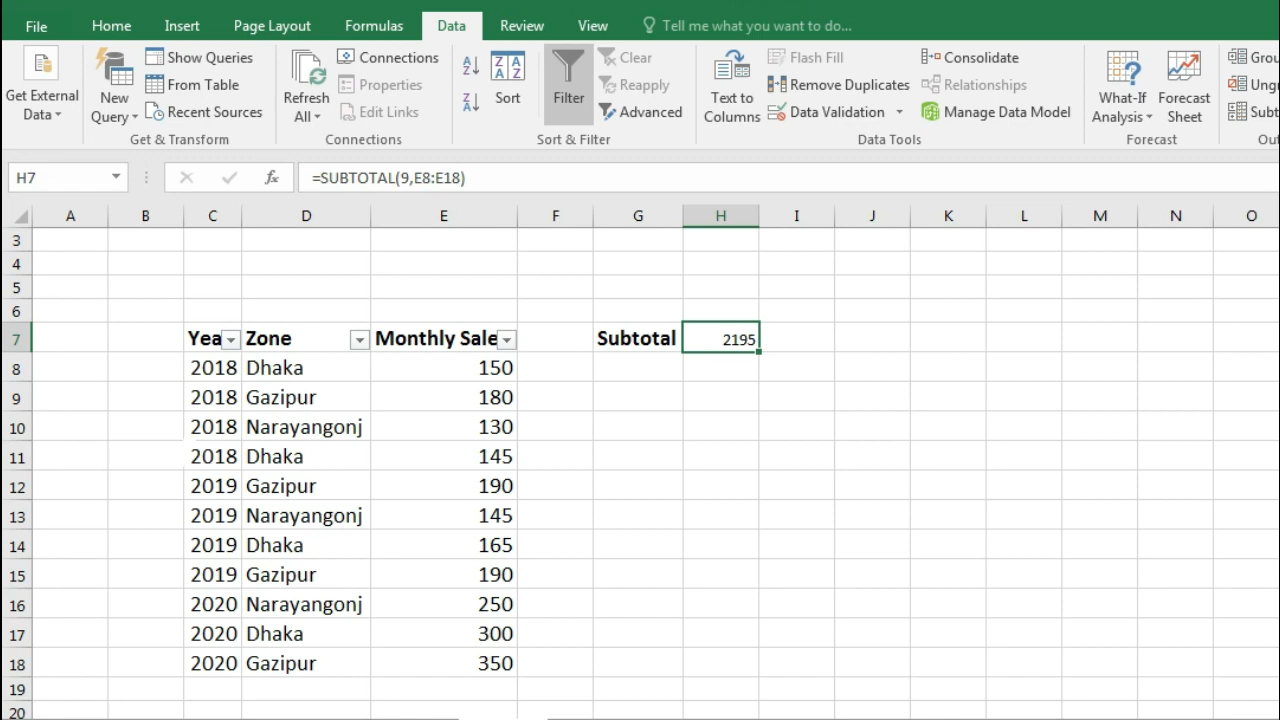 File Home Insert Page Layout Formulas Data Review View Tell me what you want to do...
Get External Data
New Query
Show Queries
From Table
Recent Sources
Get & Transform
Refresh All
Connections
Properties
Edit Links
Connections
Sort
Filter
Clear
Reapply
Advanced
Sort & Filter
Text to Columns
Flash Fill
Remove Duplicates
Data Validation
Consolidate
Relationships
Manage Data Model
Data Tools
What-If Analysis
Forecast Sheet
Forecast
Grou
Ung
Subt
Ou
H7 fx =SUBTOTAL(9,E8:E18)
A B C D E F G H I J K L M N O
3
4
5
6
7 Yea Zone Monthly Sale Subtotal 2195
8 2018 Dhaka 150
9 2018 Gazipur 180
10 2018 Narayangonj 130
11 2018 Dhaka 145
12 2019 Gazipur 190
13 2019 Narayangonj 145
14 2019 Dhaka 165
15 2019 Gazipur 190
16 2020 Narayangonj 250
17 2020 Dhaka 300
18 2020 Gazipur 350
19
20